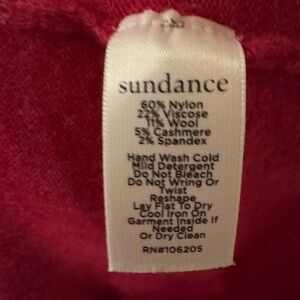 sundance
60% Nylon
22% Viscose
11% Wool
5% Cashmere
2% Spandex
Hand Wash Cold
Mild Detergent
Do Not Bleach
Do Not Wring Or
Twist
Reshape
Lay Flat To Dry
Cool Iron On
Garment Inside If
Needed
Or Dry Clean
RN#106205